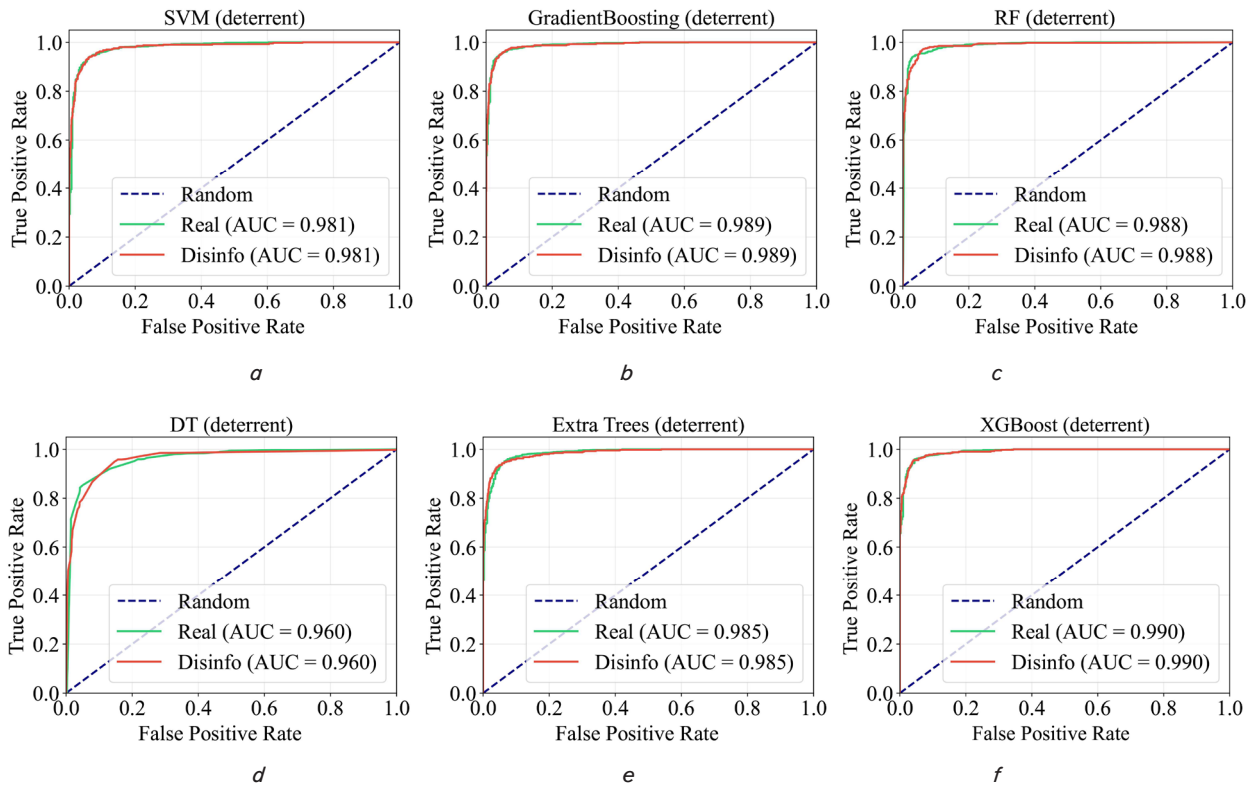 SVM (deterrent)
True Positive Rate
1.0
0.8
0.6
0.4
0.2
0.0
Random
Real (AUC = 0.981)
Disinfo (AUC = 0.981)
0.0 0.2 0.4 0.6 0.8 1.0
False Positive Rate
a
GradientBoosting (deterrent)
True Positive Rate
1.0
0.8
0.6
0.4
0.2
0.0
Random
Real (AUC = 0.989)
Disinfo (AUC = 0.989)
0.0 0.2 0.4 0.6 0.8 1.0
False Positive Rate
b
RF (deterrent)
True Positive Rate
1.0
0.8
0.6
0.4
0.2
0.0
Random
Real (AUC = 0.988)
Disinfo (AUC = 0.988)
0.0 0.2 0.4 0.6 0.8 1.0
False Positive Rate
c
DT (deterrent)
True Positive Rate
1.0
0.8
0.6
0.4
0.2
0.0
Random
Real (AUC = 0.960)
Disinfo (AUC = 0.960)
0.0 0.2 0.4 0.6 0.8 1.0
False Positive Rate
d
Extra Trees (deterrent)
True Positive Rate
1.0
0.8
0.6
0.4
0.2
0.0
Random
Real (AUC = 0.985)
Disinfo (AUC = 0.985)
0.0 0.2 0.4 0.6 0.8 1.0
False Positive Rate
e
XGBoost (deterrent)
True Positive Rate
1.0
0.8
0.6
0.4
0.2
0.0
Random
Real (AUC = 0.990)
Disinfo (AUC = 0.990)
0.0 0.2 0.4 0.6 0.8 1.0
False Positive Rate
f